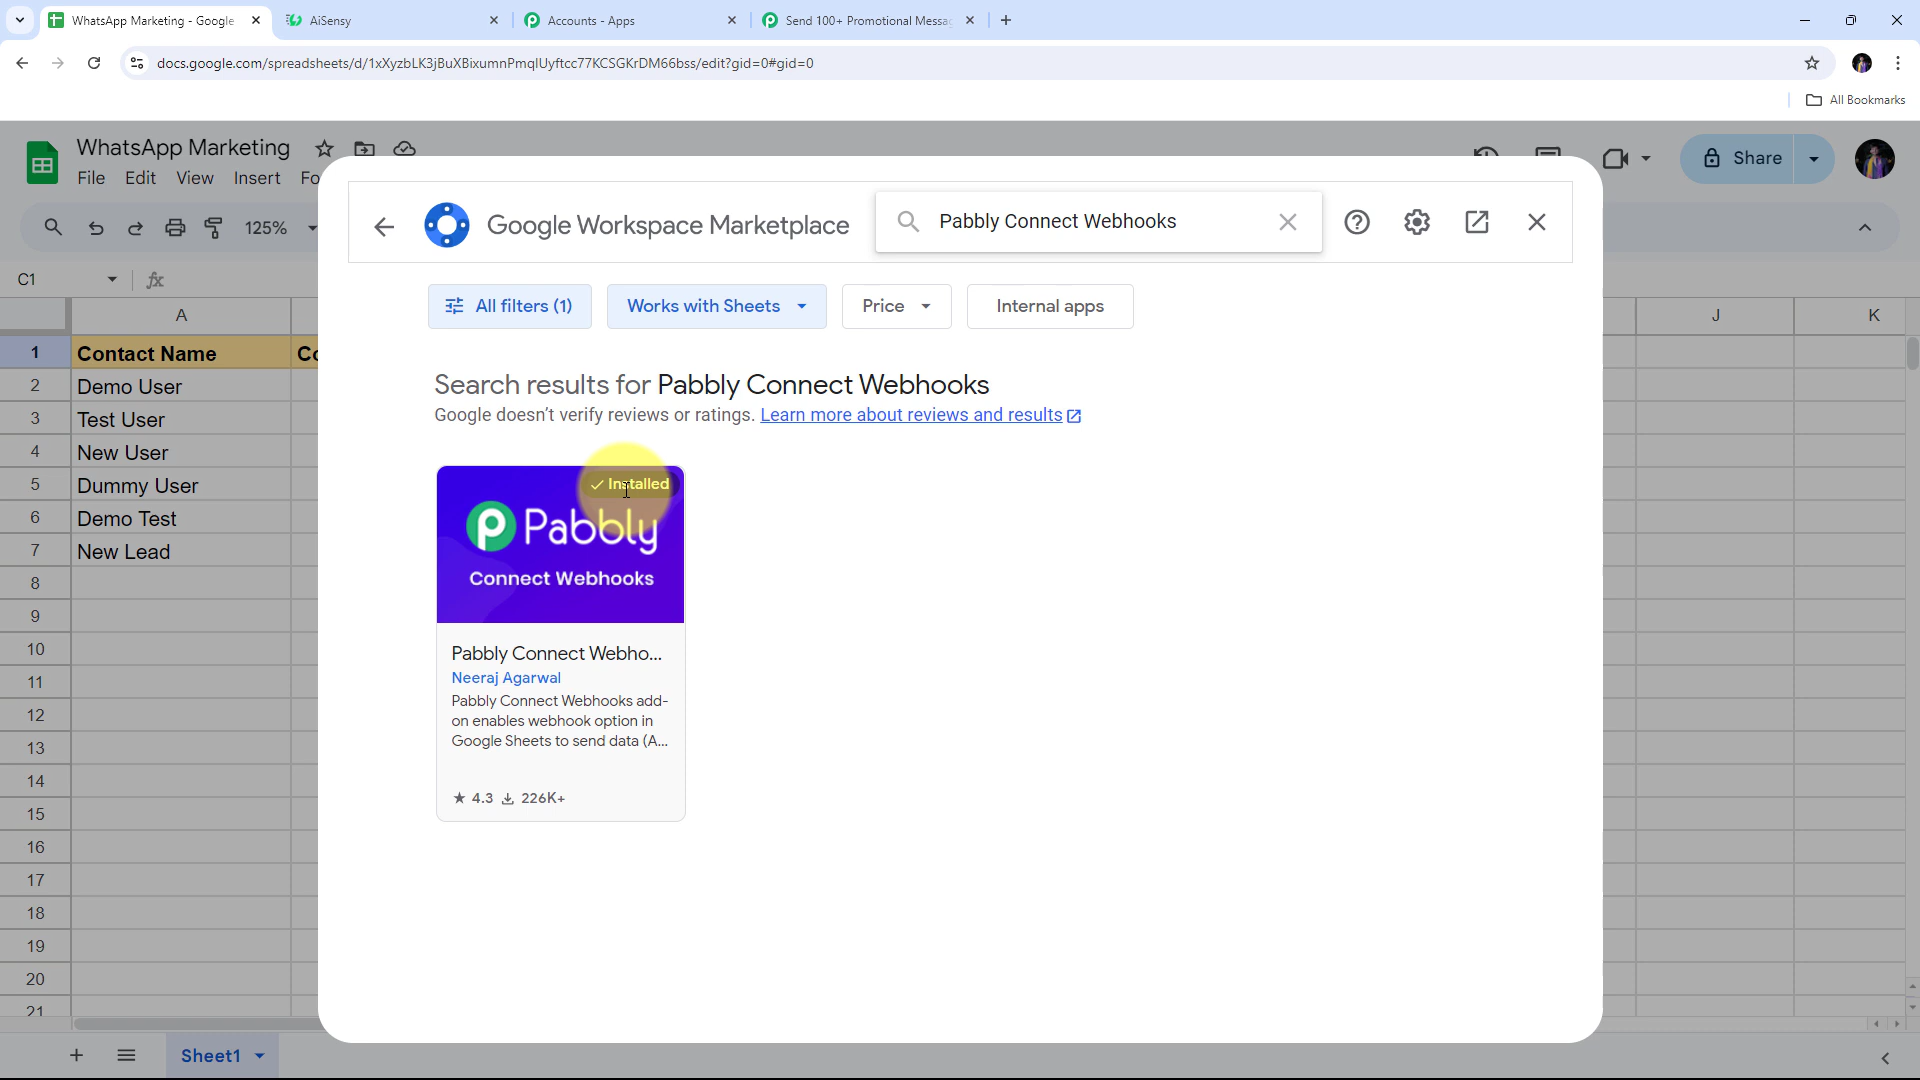 WhatsApp Marketing - Google
AiSensy
Accounts - Apps
Send 100+ Promotional Messa
docs.google.com/spreadsheets/d/1xXyzbLK3jBuXBixumnPmqlUyftcc77KCSGKrDM66bss/edit?gid=0#gid=0
All Bookmarks
WhatsApp Marketing
File Edit View Insert Fo
Share
125%
Google Workspace Marketplace
Pabbly Connect Webhooks
C1
All filters (1)
Works with Sheets
Price
Internal apps
A
J
K
1 Contact Name Co
2 Demo User
3 Test User
4 New User
5 Dummy User
6 Demo Test
7 New Lead
8
9
10
11
12
13
14
15
16
17
18
19
20
21
Search results for Pabbly Connect Webhooks
Google doesn't verify reviews or ratings. Learn more about reviews and results
Installed
Pabbly
Connect Webhooks
Pabbly Connect Webho...
Neeraj Agarwal
Pabbly Connect Webhooks add-
on enables webhook option in
Google Sheets to send data (A...
4.3 226K+
Sheet1